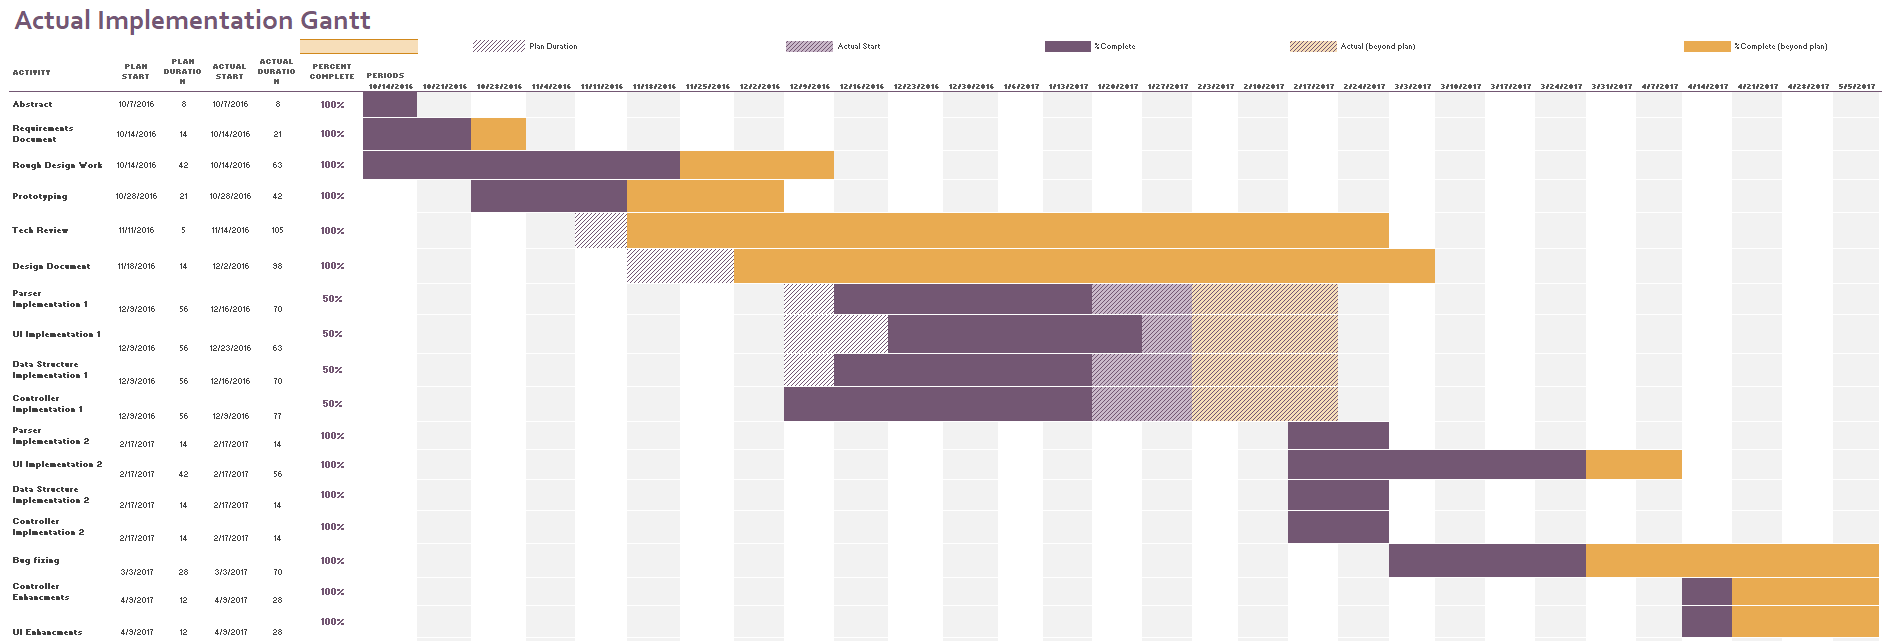 Actual Implementation Gantt
Plan Duration Actual Start %Complete Actual (beyond plan) %Complete (beyond plan)
ACTIVITY PLAN START PLAN DURATION ACTUAL START ACTUAL DURATION PERCENT COMPLETE PERIODS
10/14/2016 10/21/2016 10/28/2016 11/4/2016 11/11/2016 11/18/2016 11/25/2016 12/2/2016 12/9/2016 12/16/2016 12/23/2016 12/30/2016 1/6/2017 1/13/2017 1/20/2017 1/27/2017 2/3/2017 2/10/2017 2/17/2017 2/24/2017 3/3/2017 3/10/2017 3/17/2017 3/24/2017 3/31/2017 4/7/2017 4/14/2017 4/21/2017 4/28/2017 5/5/2017
Abstract 10/7/2016 8 10/7/2016 8 100%
Requirements Document 10/14/2016 14 10/14/2016 21 100%
Rough Design Work 10/14/2016 42 10/14/2016 63 100%
Prototyping 10/28/2016 21 10/28/2016 42 100%
Tech Review 11/11/2016 5 11/14/2016 105 100%
Design Document 11/18/2016 14 12/2/2016 98 100%
Parser Implementation 1 12/9/2016 56 12/16/2016 70 50%
UI Implementation 1 12/9/2016 56 12/23/2016 63 50%
Data Structure Implementation 1 12/9/2016 56 12/16/2016 70 50%
Controller Implmentation 1 12/9/2016 56 12/9/2016 77 50%
Parser Implementation 2 2/17/2017 14 2/17/2017 14 100%
UI Implementation 2 2/17/2017 42 2/17/2017 56 100%
Data Structure Implementation 2 2/17/2017 14 2/17/2017 14 100%
Controller Implmentation 2 2/17/2017 14 2/17/2017 14 100%
Bug fixing 3/3/2017 28 3/3/2017 70 100%
Controller Enhancments 4/9/2017 12 4/9/2017 28 100%
UI Enhancments 4/9/2017 12 4/9/2017 28 100%